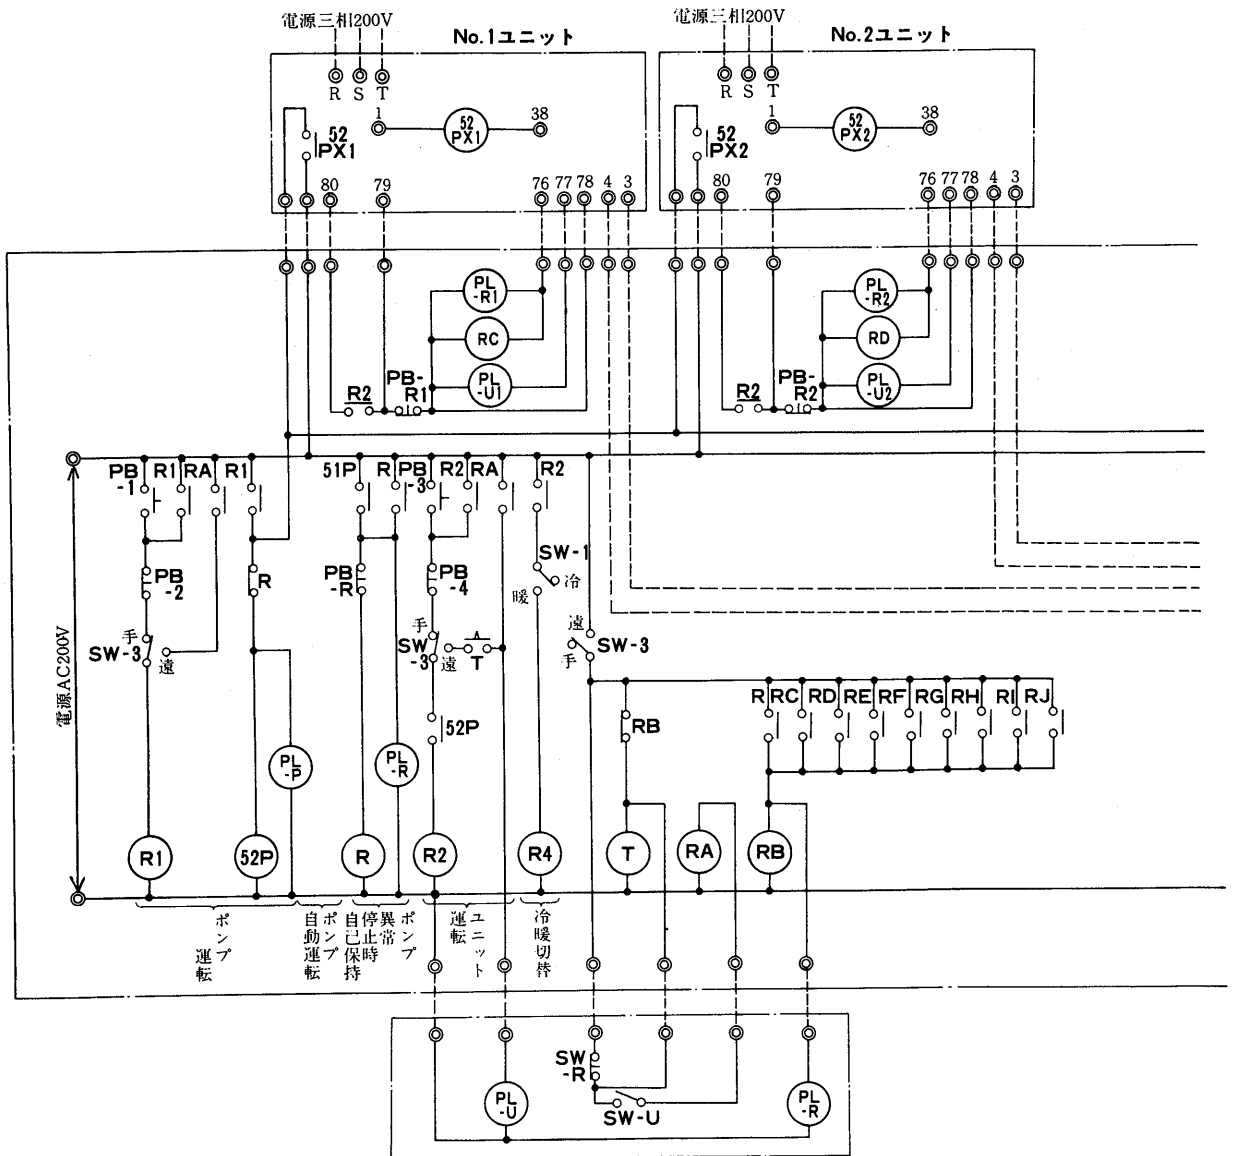 電源三相200V
No.1ユニット
R S T
1
52 PX1
38
52 PX1
80
79
76 77 78 4 3
電源三相200V
No.2ユニット
R S T
1
52 PX2
38
52 PX2
80
79
76 77 78 4 3
PL -R1
RC
PL -U1
R2
PB- R1
PL -R2
RD
PL -U2
R2
PB- R2
電源AC200V
PB -1
R1
RA
R1
51P
R
PB -3
R2
RA
R2
PB -2
R
PB -R
PB -4
SW-1
冷
暖
手
SW-3
遠
手
SW -3
遠
T
遠
SW-3
手
52P
RB
R
RC
RD
RE
RF
RG
RH
RI
RJ
PL -P
PL -R
R1
52P
R
R2
R4
T
RA
RB
ポンプ運転
ポンプ自動運転
ポンプ異常停止時自己保持
ユニット運転
冷暖切替
SW -R
PL -U
SW-U
PL -R